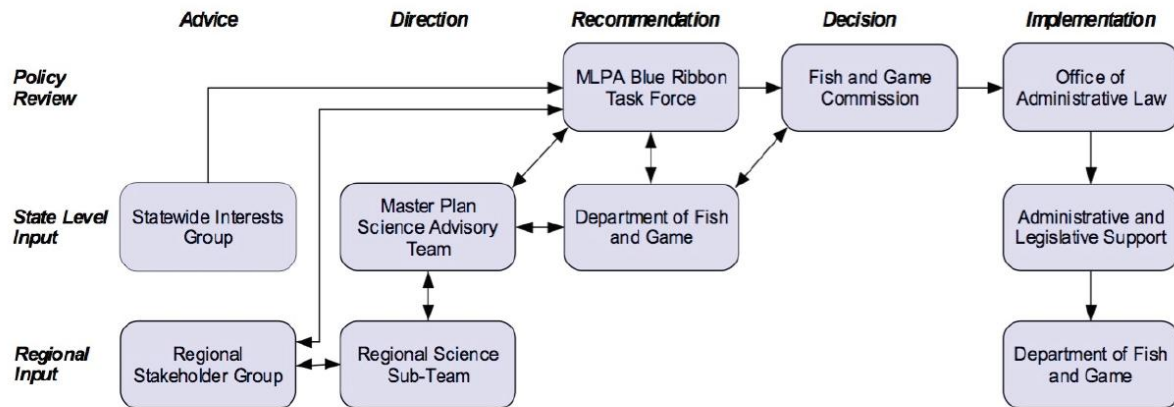 Advice
Direction
Recommendation
Decision
Implementation
Policy
Review
MLPA Blue Ribbon
Task Force
Fish and Game
Commission
Office of
Administrative Law
State Level
Input
Statewide Interests
Group
Master Plan
Science Advisory
Team
Department of Fish
and Game
Administrative and
Legislative Support
Regional
Input
Regional
Stakeholder Group
Regional Science
Sub-Team
Department of Fish
and Game